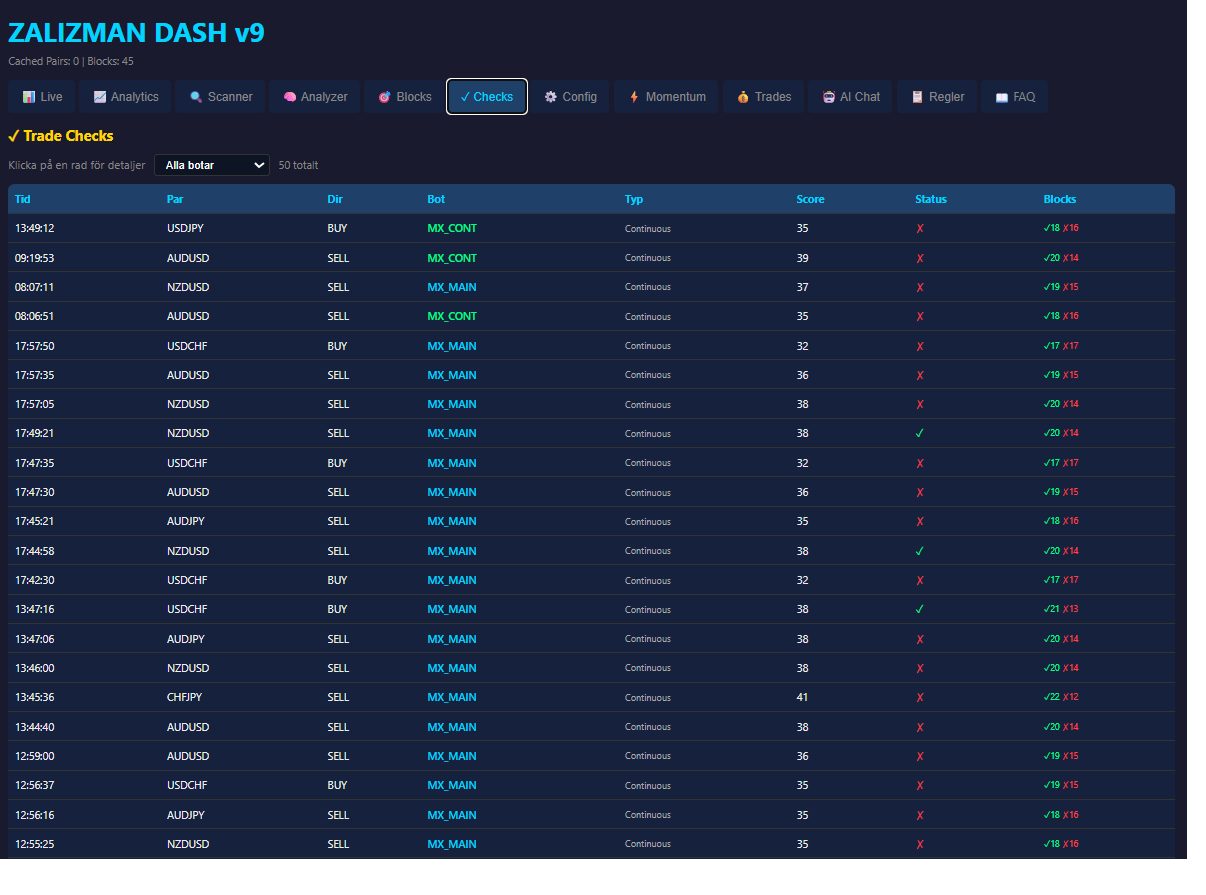 ZALIZMAN DASH v9
Cached Pairs: 0 | Blocks: 45
📊 Live 📈 Analytics 🔍 Scanner 🧠 Analyzer 🎯 Blocks ✓ Checks ⚙️ Config ⚡ Momentum 💰 Trades 🤖 AI Chat 📋 Regler 📖 FAQ
✓ Trade Checks
Klicka på en rad för detaljer Alla botar 50 totalt
Tid Par Dir Bot Typ Score Status Blocks
13:49:12 USDJPY BUY MX_CONT Continuous 35 ✗ ✓18 ✗16
09:19:53 AUDUSD SELL MX_CONT Continuous 39 ✗ ✓20 ✗14
08:07:11 NZDUSD SELL MX_MAIN Continuous 37 ✗ ✓19 ✗15
08:06:51 AUDUSD SELL MX_CONT Continuous 35 ✗ ✓18 ✗16
17:57:50 USDCHF BUY MX_MAIN Continuous 32 ✗ ✓17 ✗17
17:57:35 AUDUSD SELL MX_MAIN Continuous 36 ✗ ✓19 ✗15
17:57:05 NZDUSD SELL MX_MAIN Continuous 38 ✗ ✓20 ✗14
17:49:21 NZDUSD SELL MX_MAIN Continuous 38 ✓ ✓20 ✗14
17:47:35 USDCHF BUY MX_MAIN Continuous 32 ✗ ✓17 ✗17
17:47:30 AUDUSD SELL MX_MAIN Continuous 36 ✗ ✓19 ✗15
17:45:21 AUDJPY SELL MX_MAIN Continuous 35 ✗ ✓18 ✗16
17:44:58 NZDUSD SELL MX_MAIN Continuous 38 ✓ ✓20 ✗14
17:42:30 USDCHF BUY MX_MAIN Continuous 32 ✗ ✓17 ✗17
13:47:16 USDCHF BUY MX_MAIN Continuous 38 ✓ ✓21 ✗13
13:47:06 AUDJPY SELL MX_MAIN Continuous 38 ✗ ✓20 ✗14
13:46:00 NZDUSD SELL MX_MAIN Continuous 38 ✗ ✓20 ✗14
13:45:36 CHFJPY SELL MX_MAIN Continuous 41 ✗ ✓22 ✗12
13:44:40 AUDUSD SELL MX_MAIN Continuous 38 ✗ ✓20 ✗14
12:59:00 AUDUSD SELL MX_MAIN Continuous 36 ✗ ✓19 ✗15
12:56:37 USDCHF BUY MX_MAIN Continuous 35 ✗ ✓19 ✗15
12:56:16 AUDJPY SELL MX_MAIN Continuous 35 ✗ ✓18 ✗16
12:55:25 NZDUSD SELL MX_MAIN Continuous 35 ✗ ✓18 ✗16